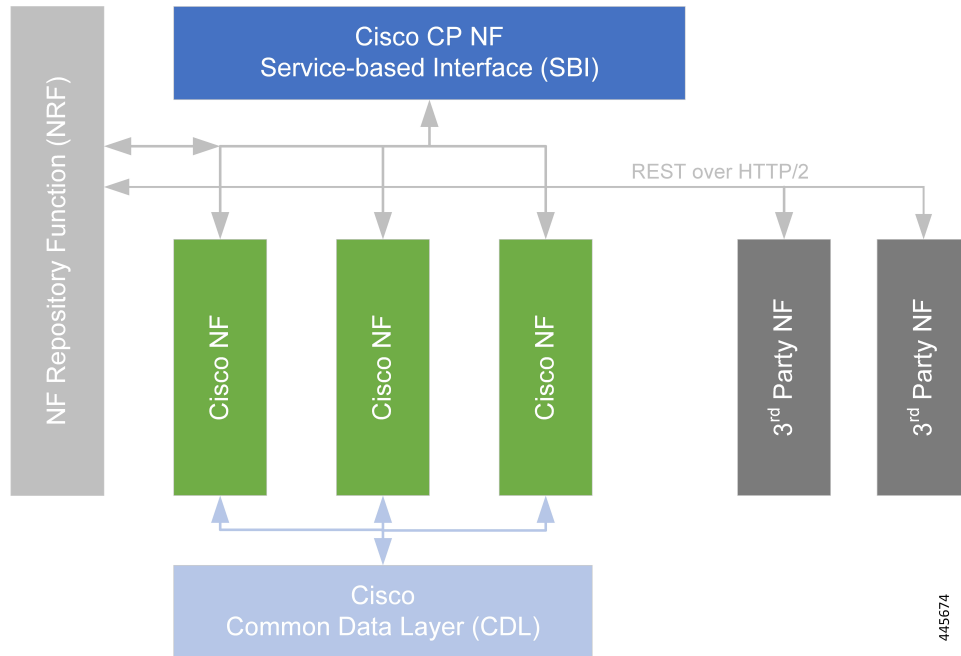 Cisco CP NF
Service-based Interface (SBI)
NF Repository Function (NRF)
REST over HTTP/2
Cisco NF
Cisco NF
Cisco NF
3rd Party NF
3rd Party NF
Cisco
Common Data Layer (CDL)
445674